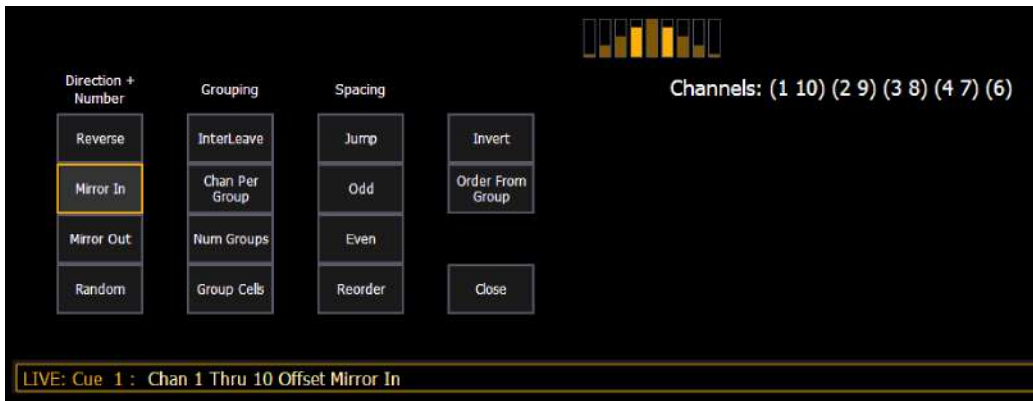 Direction +
Number
Grouping
Spacing
Channels: (1 10) (2 9) (3 8) (4 7) (6)
Reverse
InterLeave
Jump
Invert
Mirror In
Chan Per
Group
Odd
Order From
Group
Mirror Out
Num Groups
Even
Random
Group Cells
Reorder
Close
LIVE: Cue 1 : Chan 1 Thru 10 Offset Mirror In